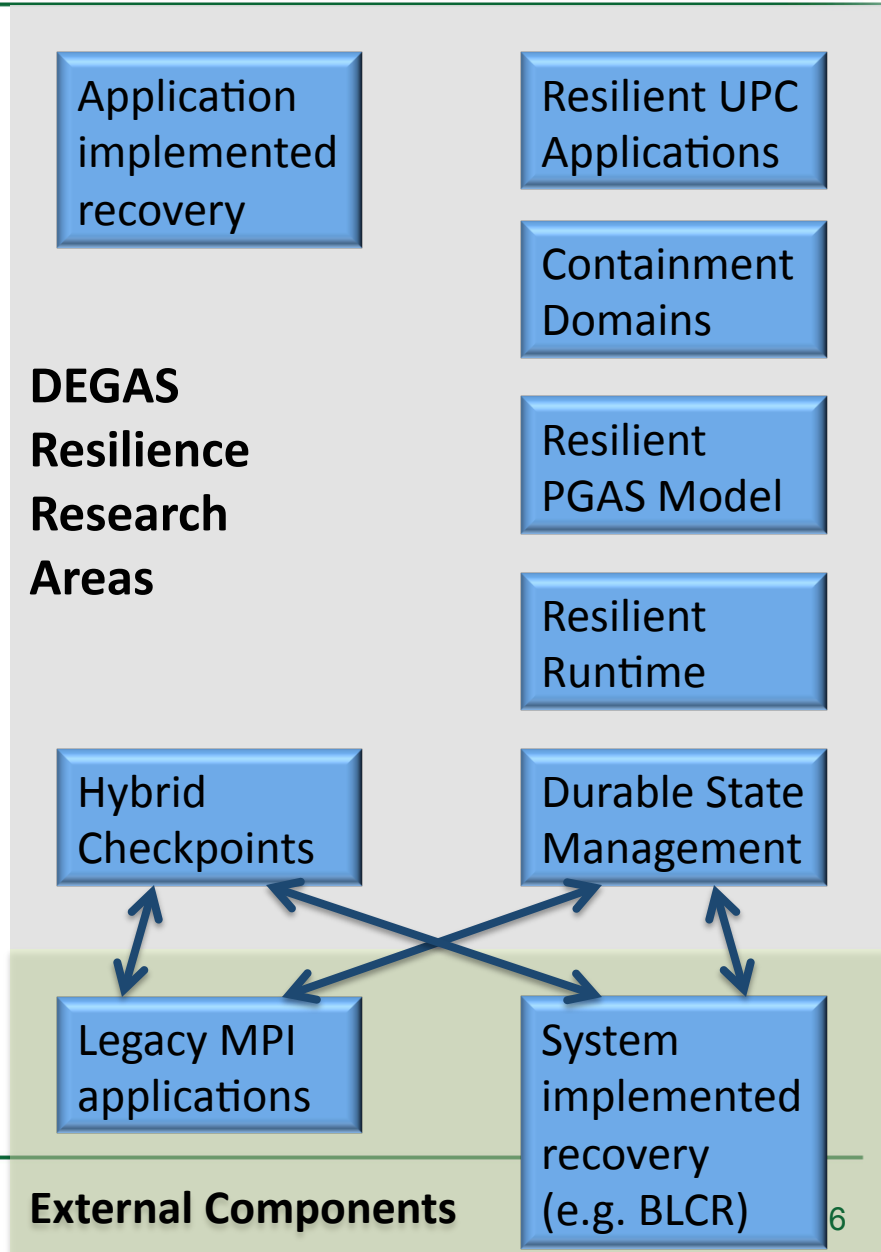 Application
implemented
recovery
Resilient UPC
Applications
Containment
Domains
DEGAS
Resilience
Research
Areas
Resilient
PGAS Model
Resilient
Runtime
Hybrid
Checkpoints
Durable State
Management
Legacy MPI
applications
System
implemented
recovery
(e.g. BLCR)
External Components
6